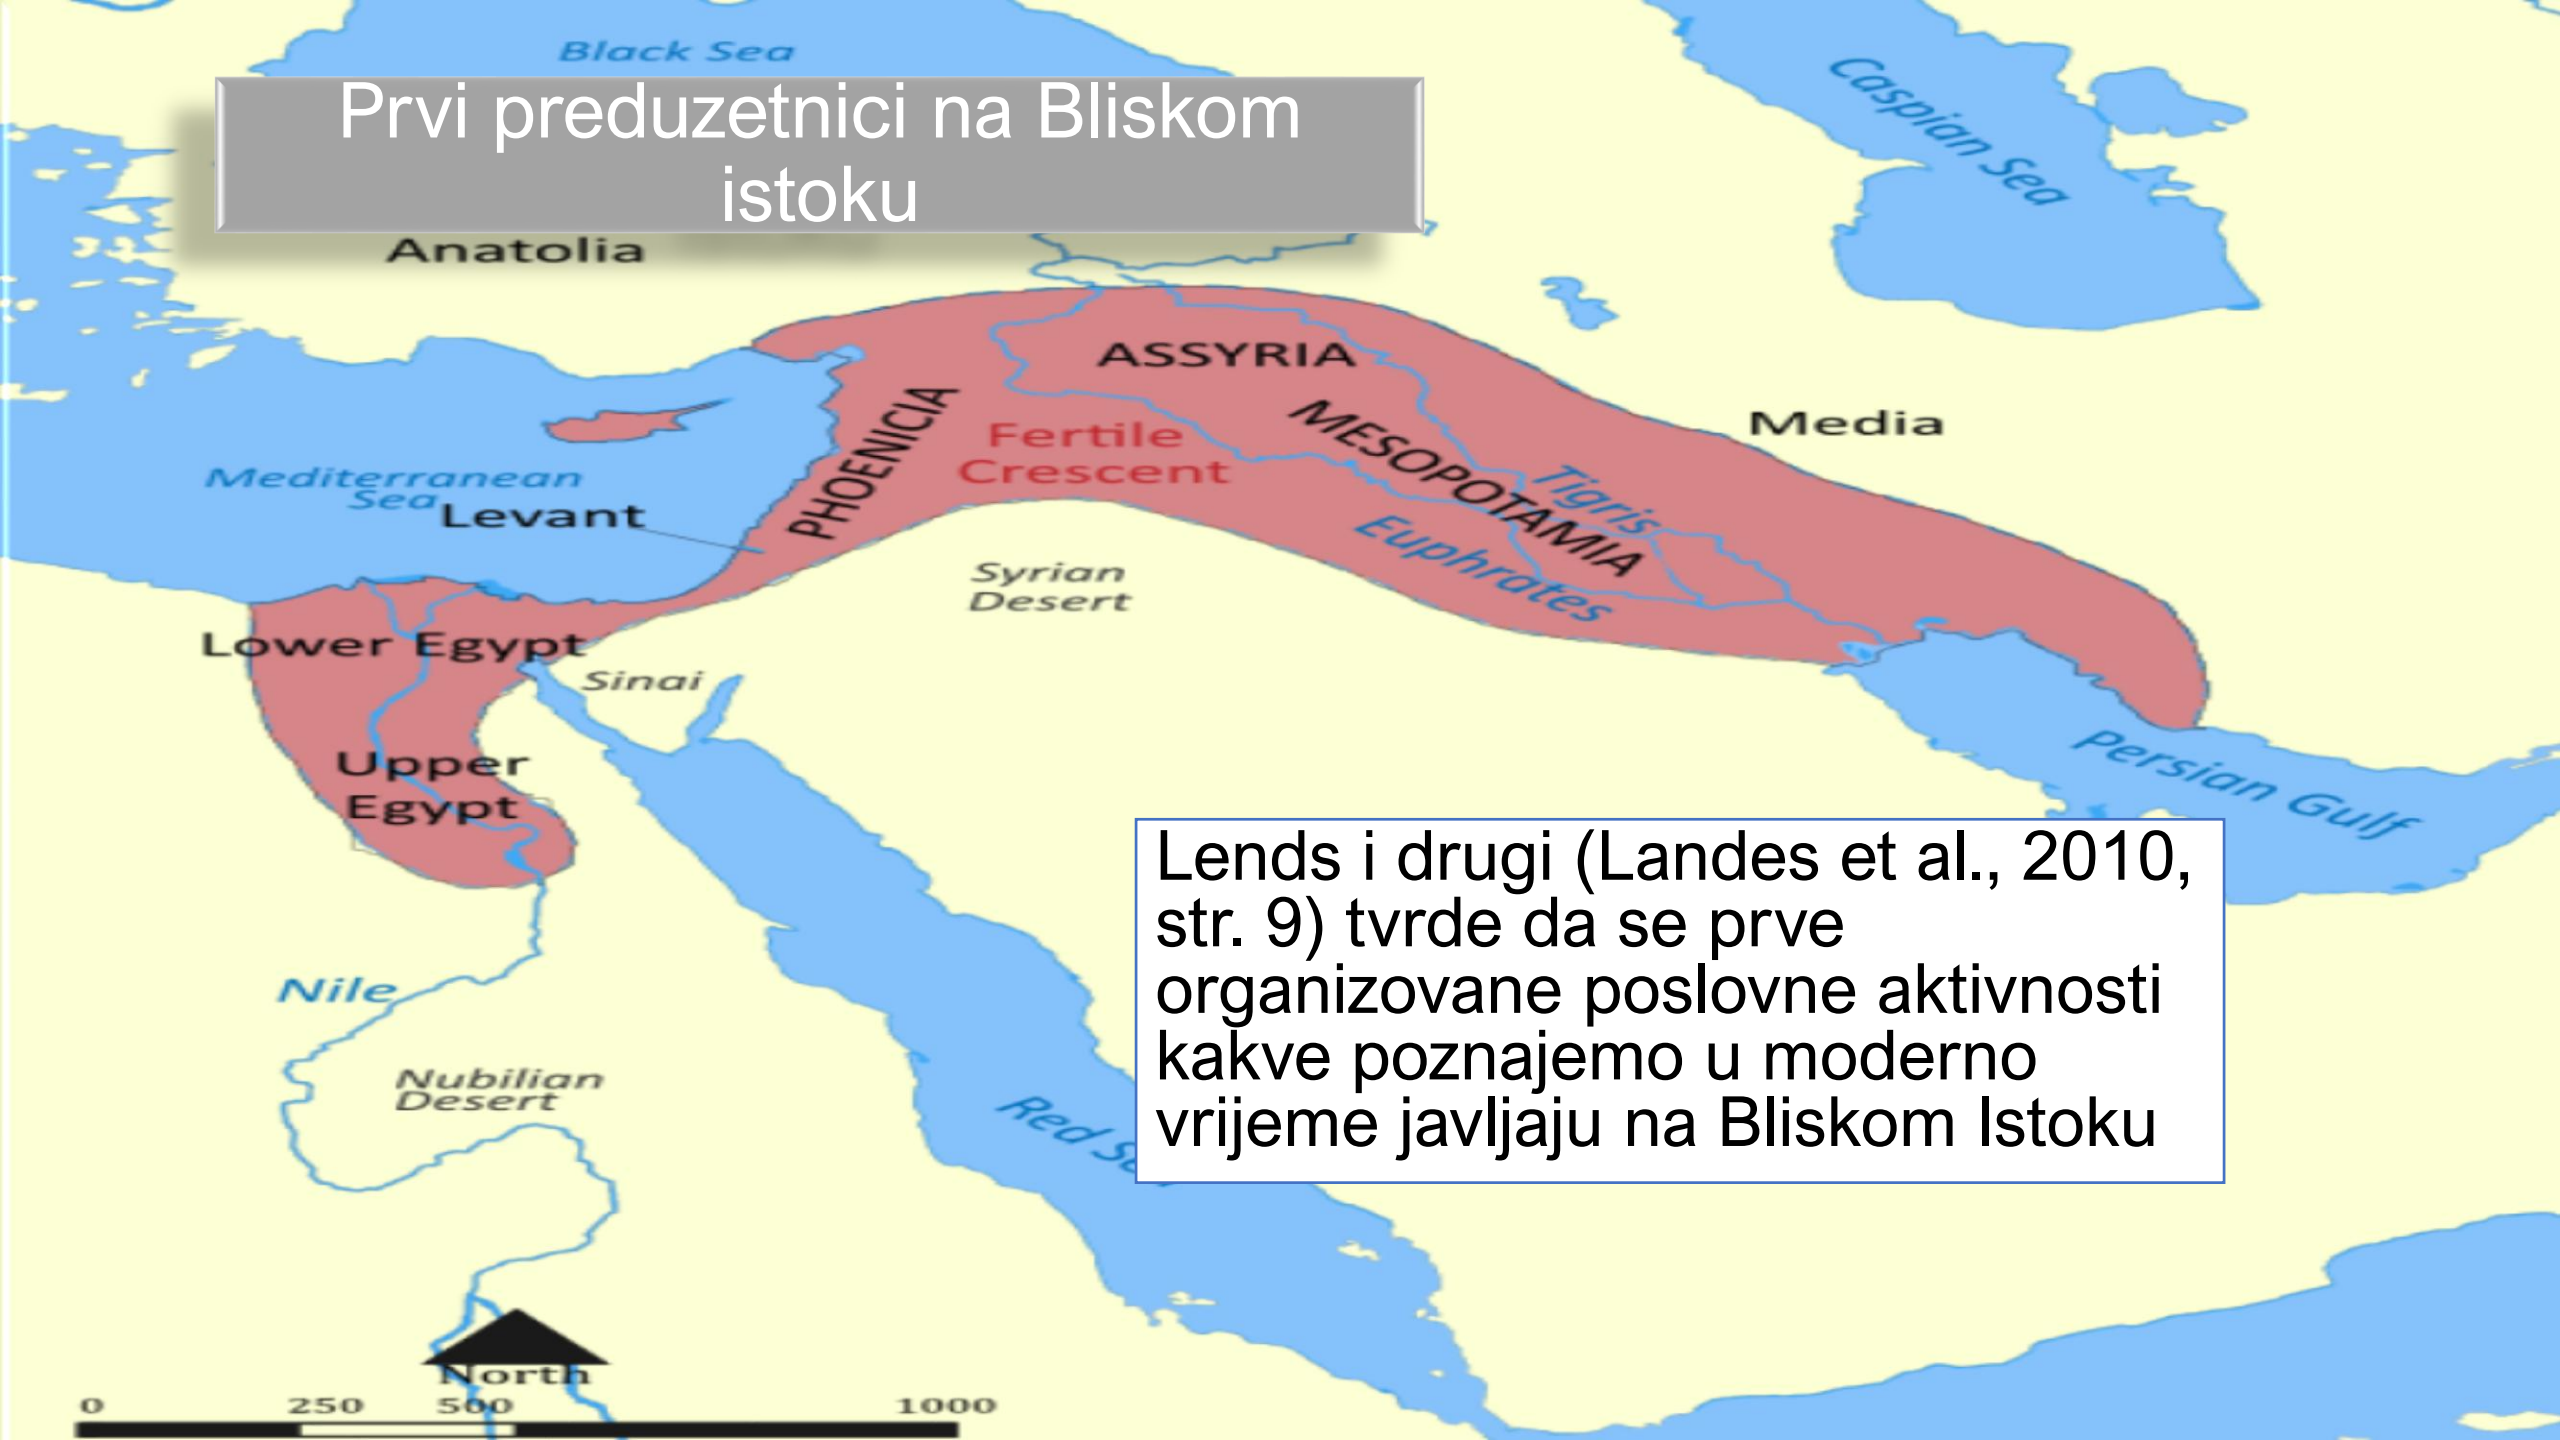 Black Sea
Caspian Sea
Prvi preduzetnici na Bliskom
istoku
Anatolia
ASSYRIA
PHOENICIA
Fertile
Crescent
MESOPOTAMIA
Media
Tigris
Mediterranean
Sea
Levant
Euphrates
Syrian
Desert
Lower Egypt
Sinai
Upper
Egypt
Persian Gulf
Lends i drugi (Landes et al., 2010,
str. 9) tvrde da se prve
organizovane poslovne aktivnosti
kakve poznajemo u moderno
vrijeme javljaju na Bliskom Istoku
Nile
Nubilian
Desert
Red
North
0 250 500 1000